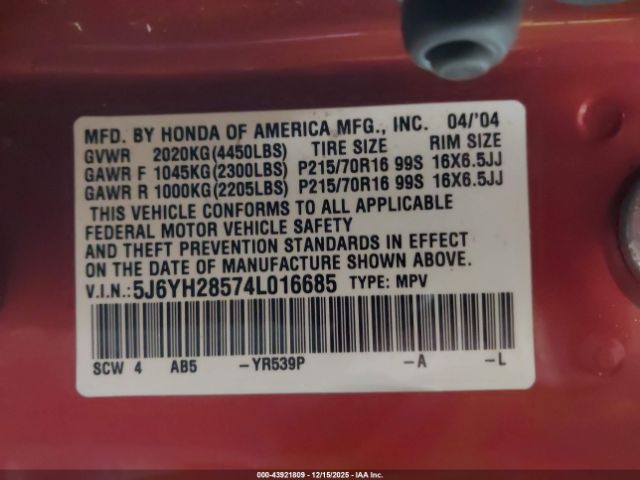 MFD. BY HONDA OF AMERICA MFG., INC. 04/'04
GVWR 2020KG(4450LBS) TIRE SIZE RIM SIZE
GAWR F 1045KG(2300LBS) P215/70R16 99S 16X6.5JJ
GAWR R 1000KG(2205LBS) P215/70R16 99S 16X6.5JJ
THIS VEHICLE CONFORMS TO ALL APPLICABLE
FEDERAL MOTOR VEHICLE SAFETY
AND THEFT PREVENTION STANDARDS IN EFFECT
ON THE DATE OF MANUFACTURE SHOWN ABOVE.
V.I.N.:5J6YH28574L016685 TYPE: MPV
SCW 4 AB5 -YR539P -A -L
000-43921809 - 12/15/2025 - IAA Inc.